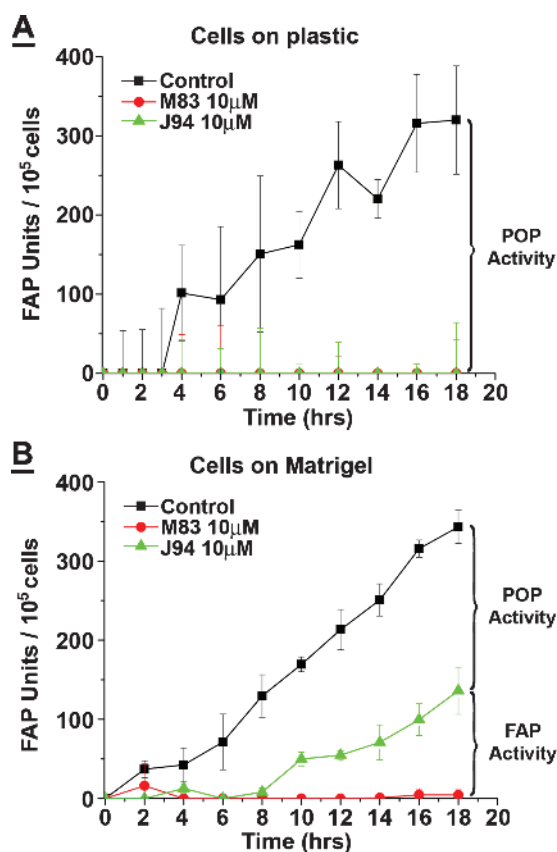 A
Cells on plastic
Control
M83 10μM
J94 10μM
400
300
200
100
0
FAP Units / 10⁵ cells
POP
Activity
0 2 4 6 8 10 12 14 16 18 20
Time (hrs)
B
Cells on Matrigel
Control
M83 10μM
J94 10μM
400
300
200
100
0
FAP Units / 10⁵ cells
POP
Activity
FAP
Activity
0 2 4 6 8 10 12 14 16 18 20
Time (hrs)